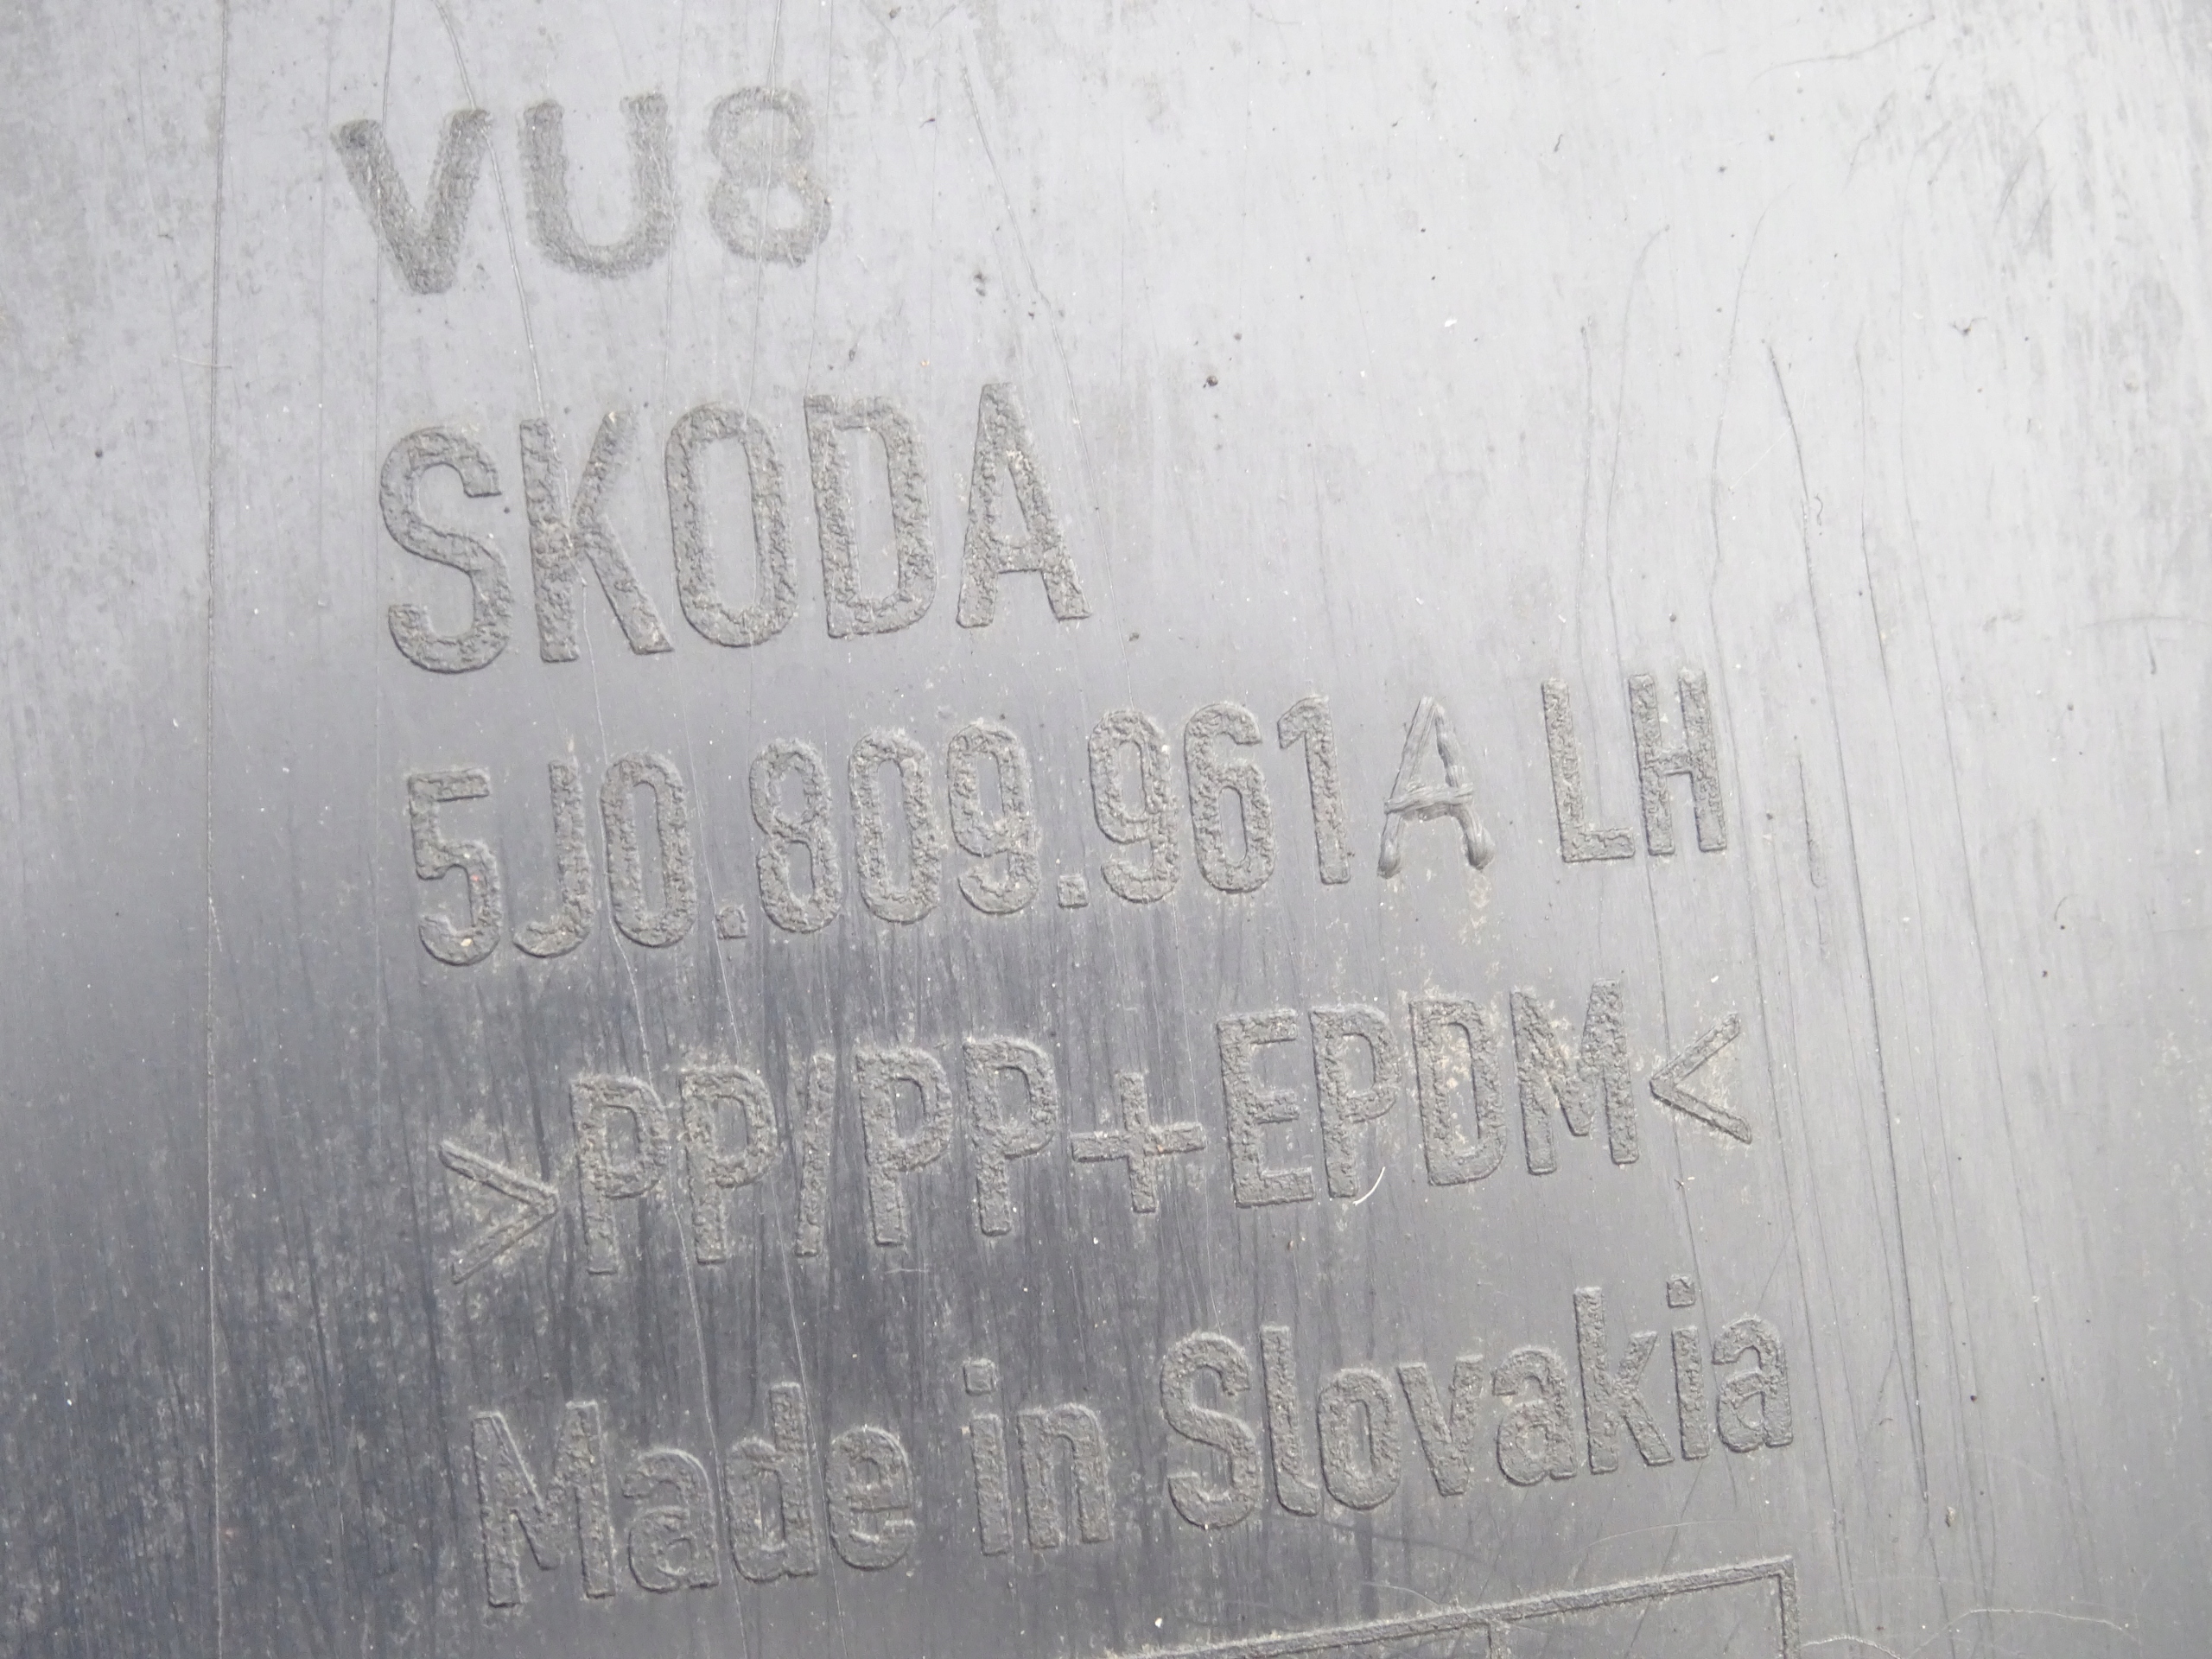 VU8
SKODA
5J0.809.961A LH
>PP/PP+EPDM<
Made in Slovakia